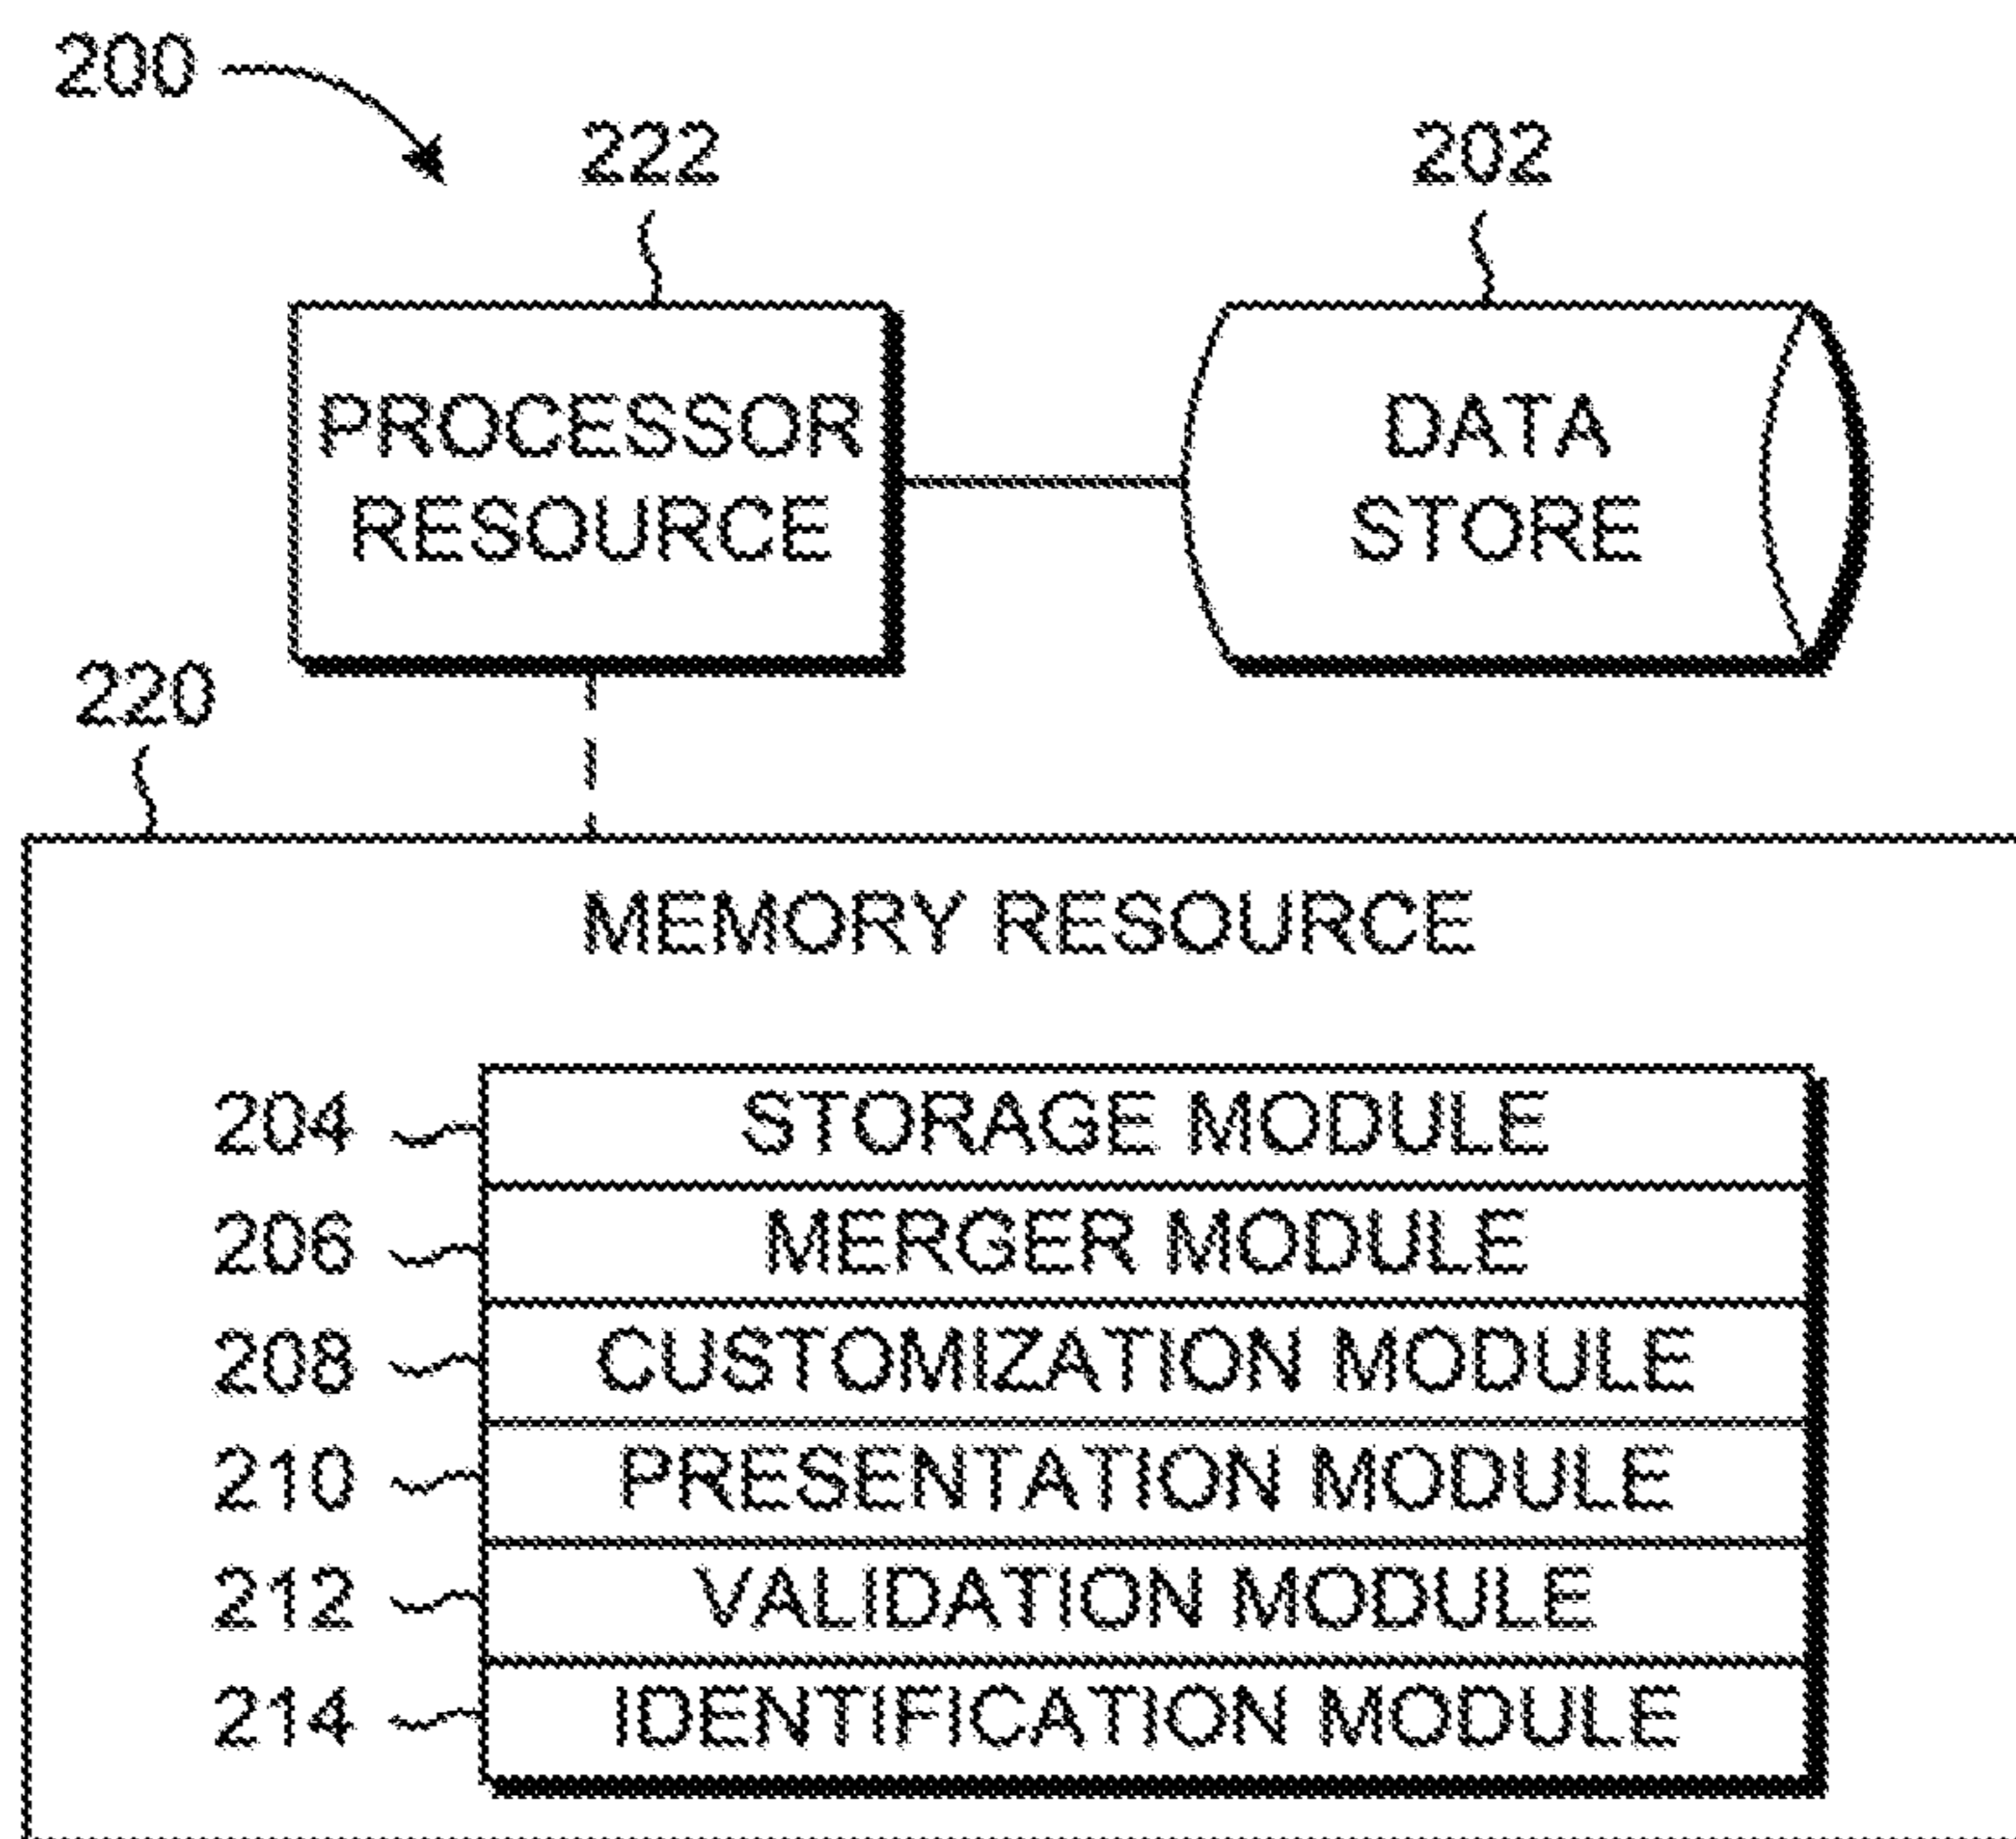 200
222
202
PROCESSOR
RESOURCE
DATA
STORE
220
MEMORY RESOURCE
204 STORAGE MODULE
206 MERGER MODULE
208 CUSTOMIZATION MODULE
210 PRESENTATION MODULE
212 VALIDATION MODULE
214 IDENTIFICATION MODULE